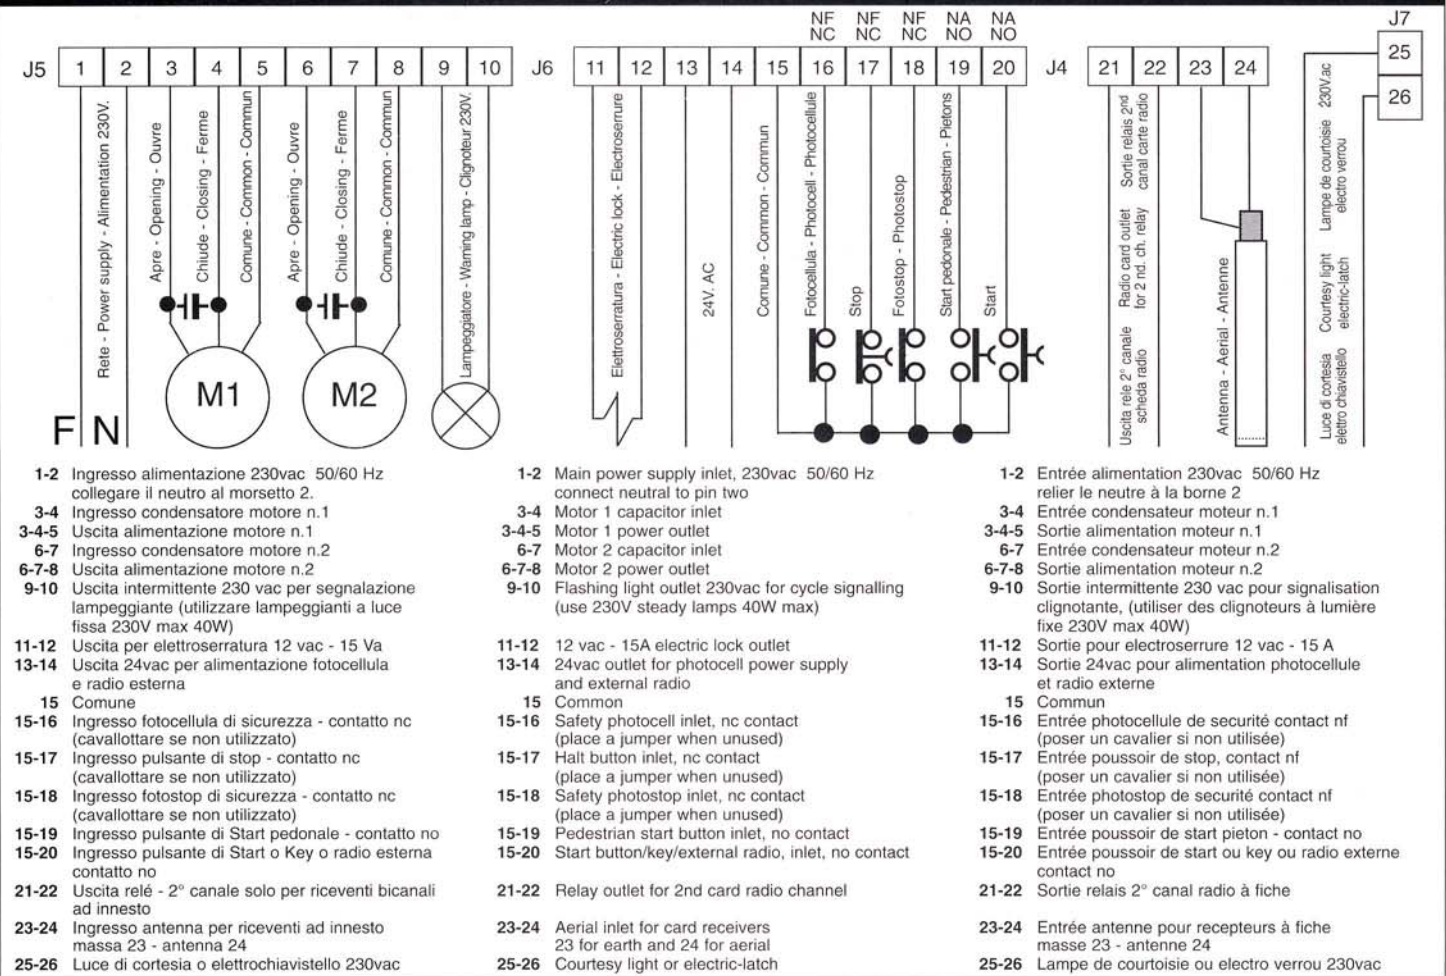 NF NF NF NA NA
NC NC NC NO NO
J7
J5 1 2 3 4 5 6 7 8 9 10
J6 11 12 13 14 15 16 17 18 19 20
J4 21 22 23 24
25
26
Rete - Power supply - Alimentation 230V.
Apre - Opening - Ouvre
Chiude - Closing - Ferme
Comune - Common - Commun
Apre - Opening - Ouvre
Chiude - Closing - Ferme
Comune - Common - Commun
Lampeggiatore - Warning lamp - Clignoteur 230V.
Elettroserratura - Electric lock - Electroserrure
24V. AC
Comune - Common - Commun
Fotocellula - Photocell - Photocellule
Stop
Fotostop - Photostop
Start pedonale - Pedestrian - Pietons
Start
Uscita rele 2° canale
scheda radio
Radio card outlet
for 2 nd. ch. relay
Sortie relais 2nd
canal carte radio
Antenna - Aerial - Antenne
Luce di cortesia
elettro chiavistello
Courtesy light
electric-latch
Lampe de courtoisie
electro verrou
230V.ac
M1
M2
F N
1-2 Ingresso alimentazione 230vac 50/60 Hz
collegare il neutro al morsetto 2.
3-4 Ingresso condensatore motore n.1
3-4-5 Uscita alimentazione motore n.1
6-7 Ingresso condensatore motore n.2
6-7-8 Uscita alimentazione motore n.2
9-10 Uscita intermittente 230 vac per segnalazione
lampeggiante (utilizzare lampeggianti a luce
fissa 230V max 40W)
11-12 Uscita per elettroserratura 12 vac - 15 Va
13-14 Uscita 24vac per alimentazione fotocellula
e radio esterna
15 Comune
15-16 Ingresso fotocellula di sicurezza - contatto nc
(cavallottare se non utilizzato)
15-17 Ingresso pulsante di stop - contatto nc
(cavallottare se non utilizzato)
15-18 Ingresso fotostop di sicurezza - contatto nc
(cavallottare se non utilizzato)
15-19 Ingresso pulsante di Start pedonale - contatto no
15-20 Ingresso pulsante di Start o Key o radio esterna
contatto no
21-22 Uscita relé - 2° canale solo per riceventi bicanali
ad innesto
23-24 Ingresso antenna per riceventi ad innesto
massa 23 - antenna 24
25-26 Luce di cortesia o elettrochiavistello 230vac
1-2 Main power supply inlet, 230vac 50/60 Hz
connect neutral to pin two
3-4 Motor 1 capacitor inlet
3-4-5 Motor 1 power outlet
6-7 Motor 2 capacitor inlet
6-7-8 Motor 2 power outlet
9-10 Flashing light outlet 230vac for cycle signalling
(use 230V steady lamps 40W max)
11-12 12 vac - 15A electric lock outlet
13-14 24vac outlet for photocell power supply
and external radio
15 Common
15-16 Safety photocell inlet, nc contact
(place a jumper when unused)
15-17 Halt button inlet, nc contact
(place a jumper when unused)
15-18 Safety photostop inlet, nc contact
(place a jumper when unused)
15-19 Pedestrian start button inlet, no contact
15-20 Start button/key/external radio, inlet, no contact
21-22 Relay outlet for 2nd card radio channel
23-24 Aerial inlet for card receivers
23 for earth and 24 for aerial
25-26 Courtesy light or electric-latch
1-2 Entrée alimentation 230vac 50/60 Hz
relier le neutre à la borne 2
3-4 Entrée condensateur moteur n.1
3-4-5 Sortie alimentation moteur n.1
6-7 Entrée condensateur moteur n.2
6-7-8 Sortie alimentation moteur n.2
9-10 Sortie intermittente 230 vac pour signalisation
clignotante, (utiliser des clignoteurs à lumière
fixe 230V max 40W)
11-12 Sortie pour electroserrure 12 vac - 15 A
13-14 Sortie 24vac pour alimentation photocellule
et radio externe
15 Commun
15-16 Entrée photocellule de securité contact nf
(poser un cavalier si non utilisée)
15-17 Entrée poussoir de stop, contact nf
(poser un cavalier si non utilisée)
15-18 Entrée photostop de securité contact nf
(poser un cavalier si non utilisée)
15-19 Entrée poussoir de start pieton - contact no
15-20 Entrée poussoir de start ou key ou radio externe
contact no
21-22 Sortie relais 2° canal radio à fiche
23-24 Entrée antenne pour recepteurs à fiche
masse 23 - antenne 24
25-26 Lampe de courtoisie ou electro verrou 230vac